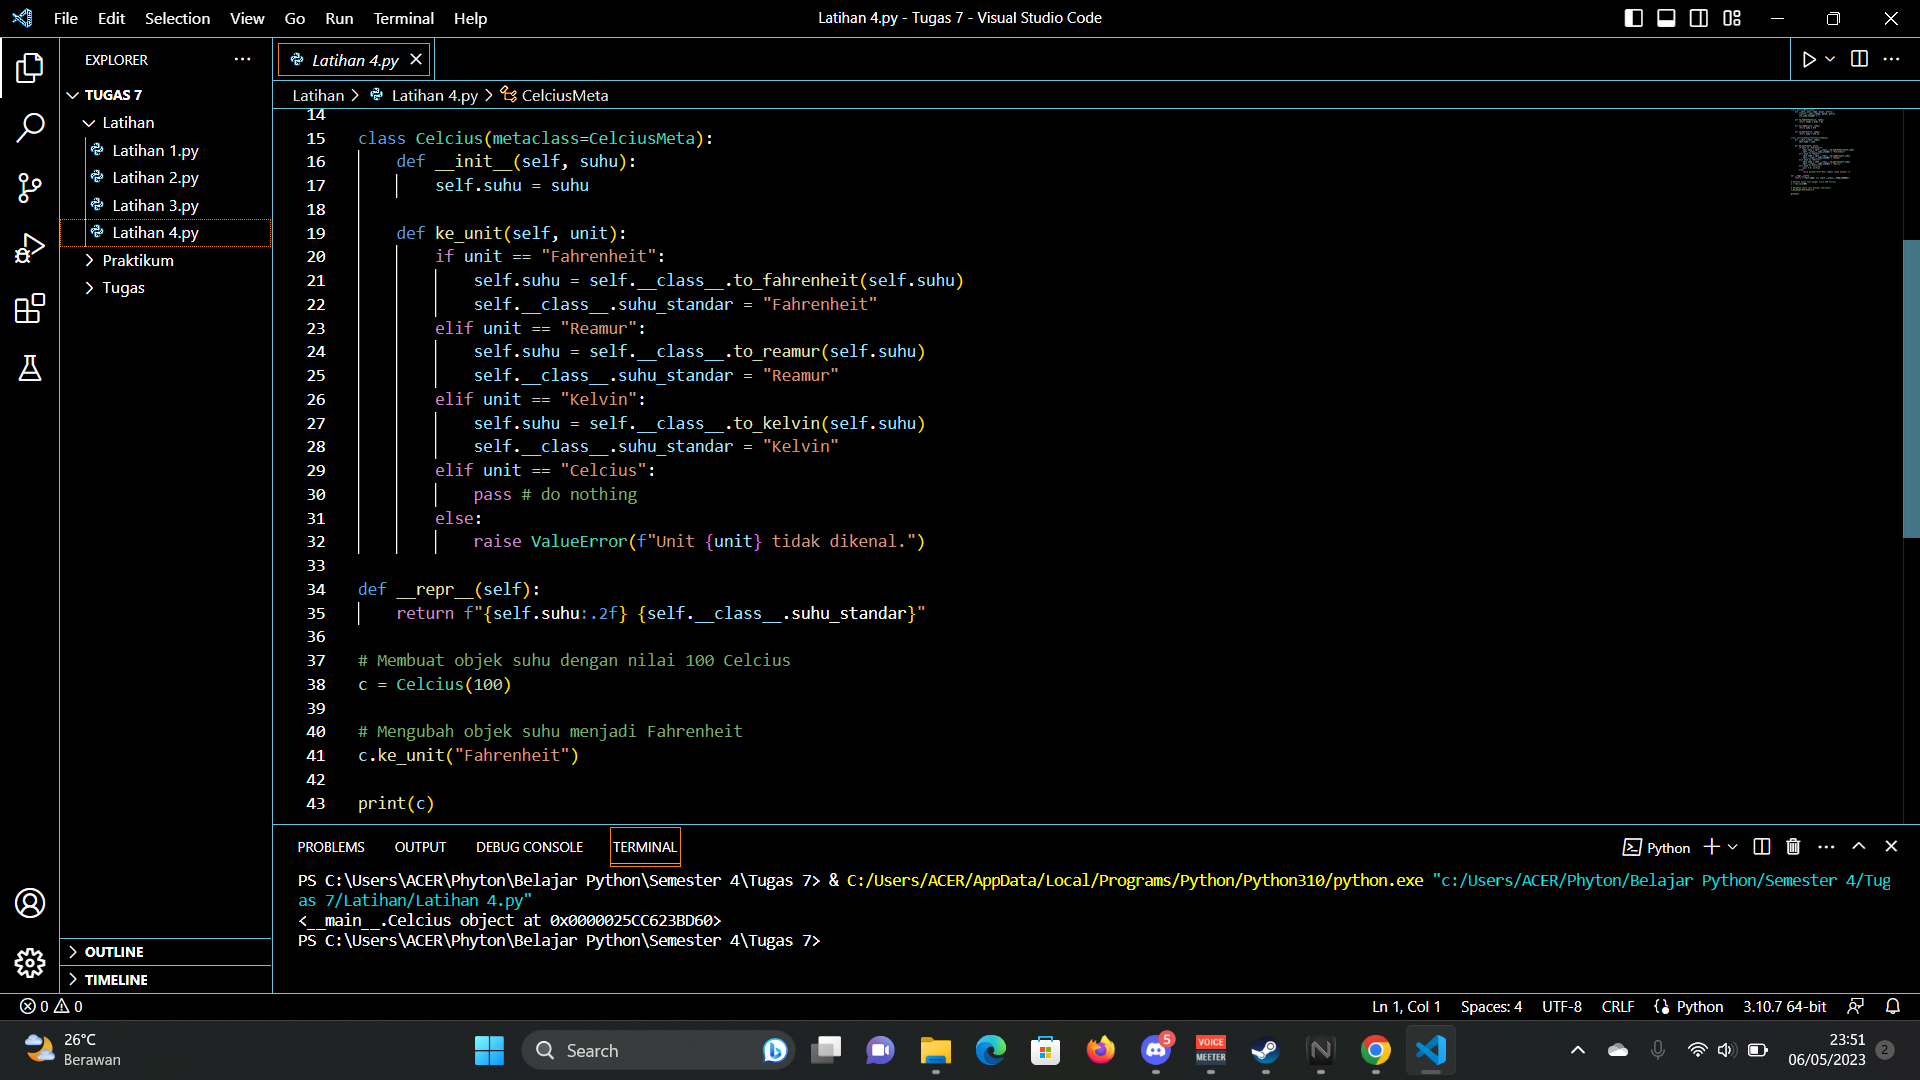 File Edit Selection View Go Run Terminal Help
Latihan 4.py - Tugas 7 - Visual Studio Code
EXPLORER
TUGAS 7
Latihan
Latihan 1.py
Latihan 2.py
Latihan 3.py
Latihan 4.py
Praktikum
Tugas
OUTLINE
TIMELINE
Latihan 4.py
Latihan > Latihan 4.py > CelciusMeta
14
15 class Celcius(metaclass=CelciusMeta):
16     def __init__(self, suhu):
17         self.suhu = suhu
18
19     def ke_unit(self, unit):
20         if unit == "Fahrenheit":
21             self.suhu = self.__class__.to_fahrenheit(self.suhu)
22             self.__class__.suhu_standar = "Fahrenheit"
23         elif unit == "Reamur":
24             self.suhu = self.__class__.to_reamur(self.suhu)
25             self.__class__.suhu_standar = "Reamur"
26         elif unit == "Kelvin":
27             self.suhu = self.__class__.to_kelvin(self.suhu)
28             self.__class__.suhu_standar = "Kelvin"
29         elif unit == "Celcius":
30             pass # do nothing
31         else:
32             raise ValueError(f"Unit {unit} tidak dikenal.")
33
34 def __repr__(self):
35     return f"{self.suhu:.2f} {self.__class__.suhu_standar}"
36
37 # Membuat objek suhu dengan nilai 100 Celcius
38 c = Celcius(100)
39
40 # Mengubah objek suhu menjadi Fahrenheit
41 c.ke_unit("Fahrenheit")
42
43 print(c)
PROBLEMS OUTPUT DEBUG CONSOLE TERMINAL
Python
PS C:\Users\ACER\Phyton\Belajar Python\Semester 4\Tugas 7> & C:/Users/ACER/AppData/Local/Programs/Python/Python310/python.exe "c:/Users/ACER/Phyton/Belajar Python/Semester 4/Tug
as 7/Latihan/Latihan 4.py"
<__main__.Celcius object at 0x0000025CC623BD60>
PS C:\Users\ACER\Phyton\Belajar Python\Semester 4\Tugas 7>
0 0
Ln 1, Col 1 Spaces: 4 UTF-8 CRLF Python 3.10.7 64-bit
26°C
Berawan
Search
5
VOICE
MEETER
23:51
06/05/2023
2